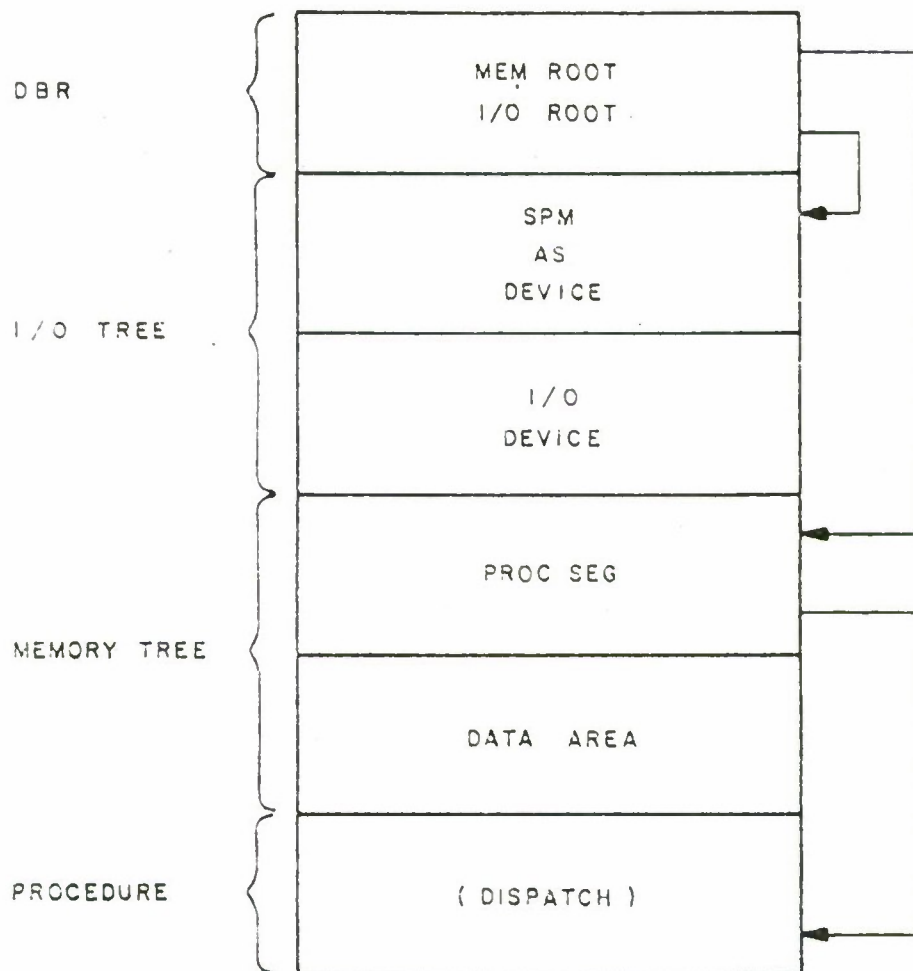 DBR
MEM ROOT
I/O ROOT
SPM
AS
DEVICE
I/O TREE
I/O
DEVICE
PROC SEG
MEMORY TREE
DATA AREA
PROCEDURE
(DISPATCH)